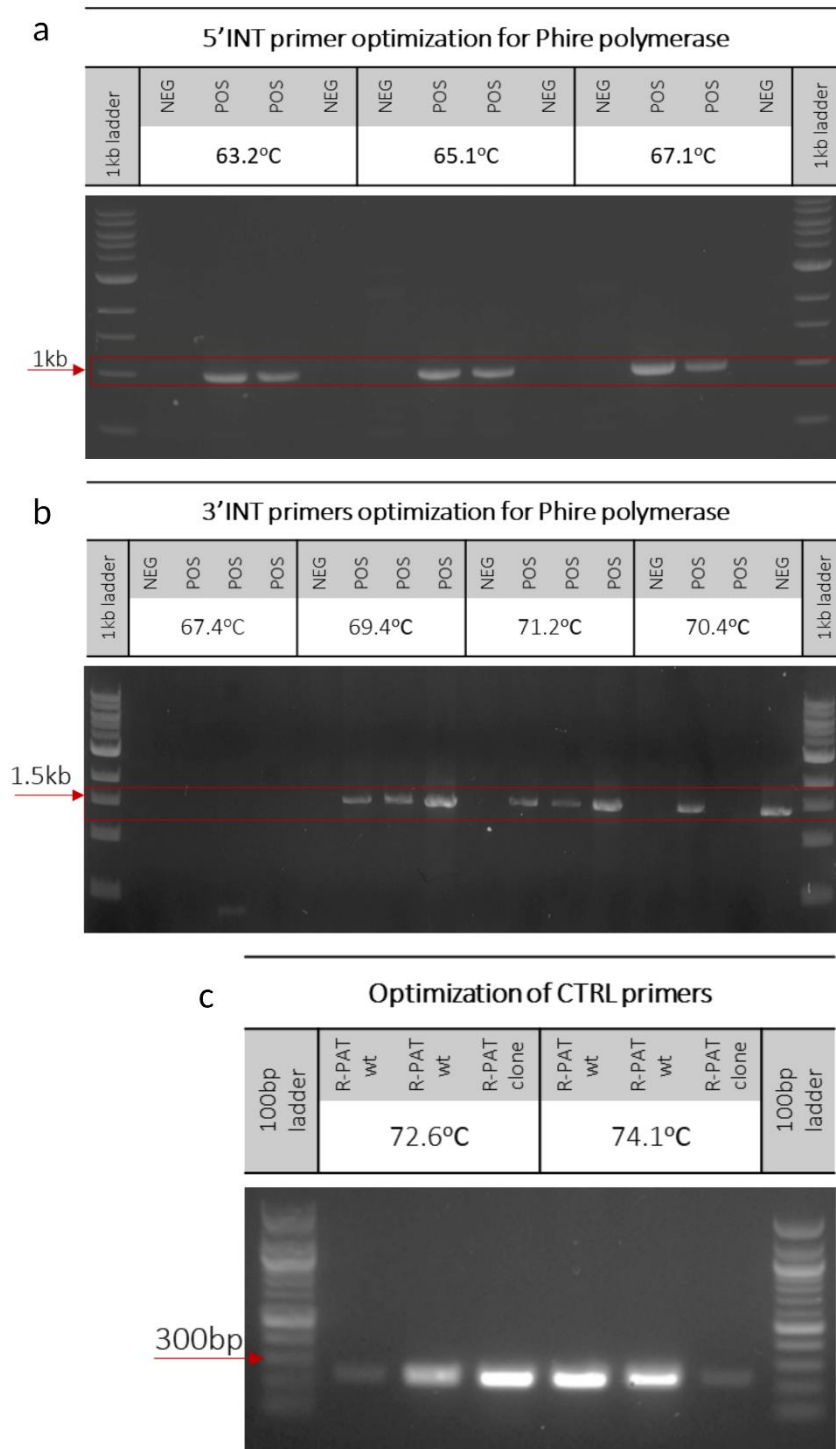 a
5'INT primer optimization for Phire polymerase
1kb ladder NEG POS POS NEG NEG POS POS NEG NEG POS POS NEG 1kb ladder
63.2°C 65.1°C 67.1°C
1kb
b
3'INT primers optimization for Phire polymerase
1kb ladder NEG POS POS POS NEG POS POS POS NEG POS POS POS NEG POS POS NEG 1kb ladder
67.4°C 69.4°C 71.2°C 70.4°C
1.5kb
c
Optimization of CTRL primers
100bp ladder R-PAT wt R-PAT wt R-PAT clone R-PAT wt R-PAT wt R-PAT clone 100bp ladder
72.6°C 74.1°C
300bp